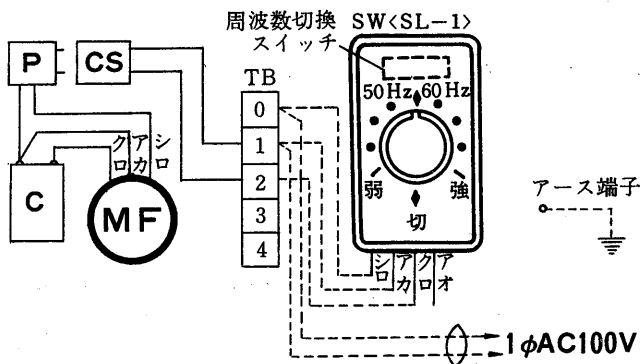 周波数切換
スイッチ
SW<SL-1>
P
CS
TB
50Hz
60Hz
0
1
2
3
4
クロ
アカ
シロ
C
MF
弱
強
切
アース端子
シロ
アカ
クロ
アオ
1φAC100V